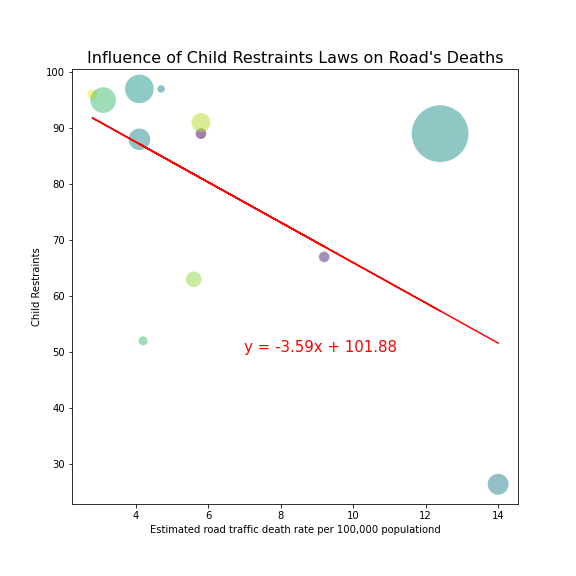 Influence of Child Restraints Laws on Road's Deaths
100
90
80
70
60
50
40
30
Child Restraints
y = -3.59x + 101.88
4 6 8 10 12 14
Estimated road traffic death rate per 100,000 populationd